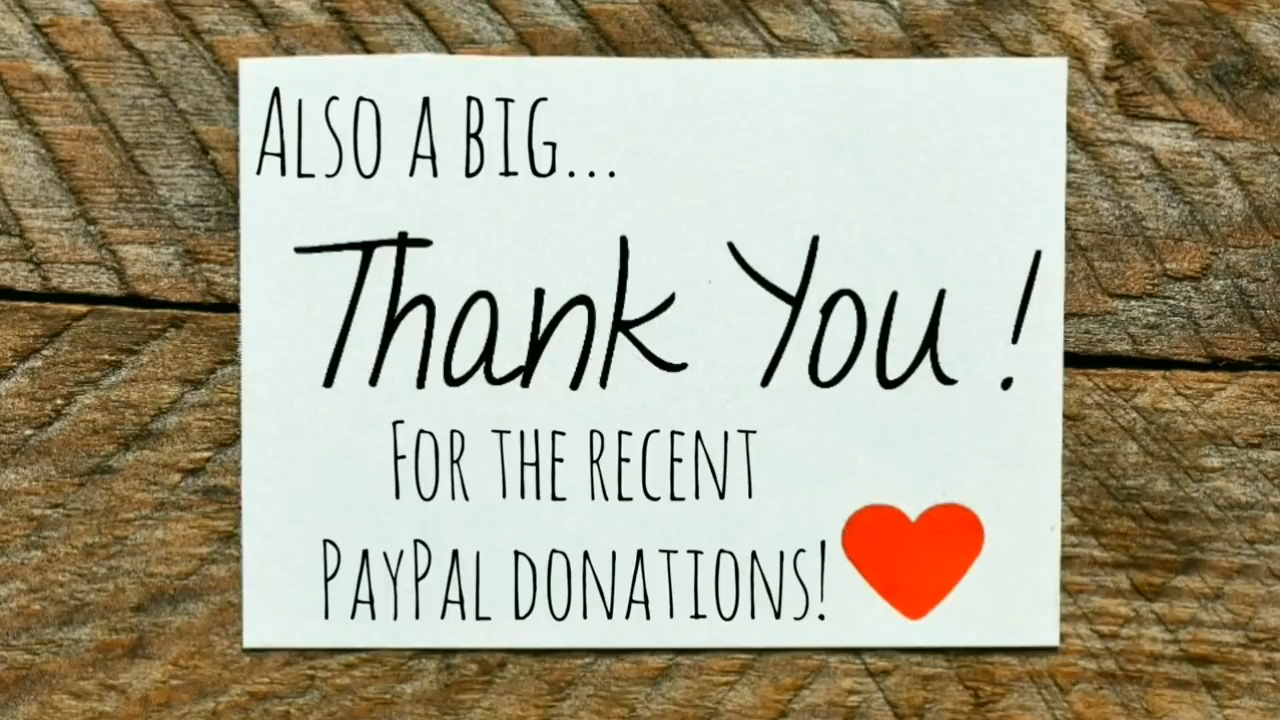 ALSO A BIG...
Thank You!
FOR THE RECENT
PAYPAL DONATIONS!